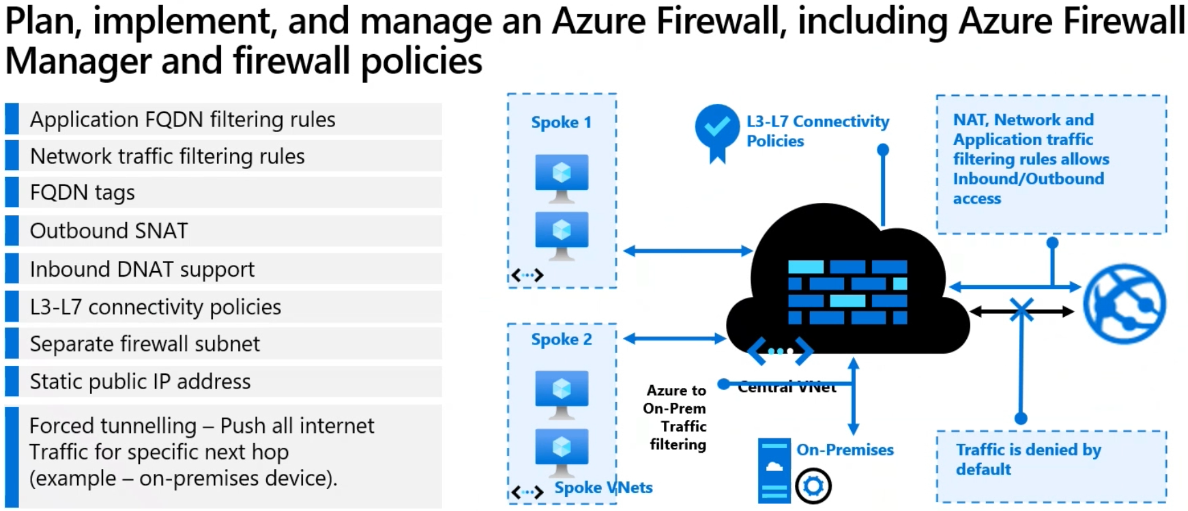 Plan, implement, and manage an Azure Firewall, including Azure Firewall
Manager and firewall policies
Application FQDN filtering rules
Network traffic filtering rules
FQDN tags
Outbound SNAT
Inbound DNAT support
L3-L7 connectivity policies
Separate firewall subnet
Static public IP address
Forced tunnelling – Push all internet
Traffic for specific next hop
(example – on-premises device).
Spoke 1
L3-L7 Connectivity
Policies
NAT, Network and
Application traffic
filtering rules allows
Inbound/Outbound
access
Spoke 2
Central VNet
Azure to
On-Prem
Traffic
filtering
On-Premises
Spoke VNets
Traffic is denied by
default